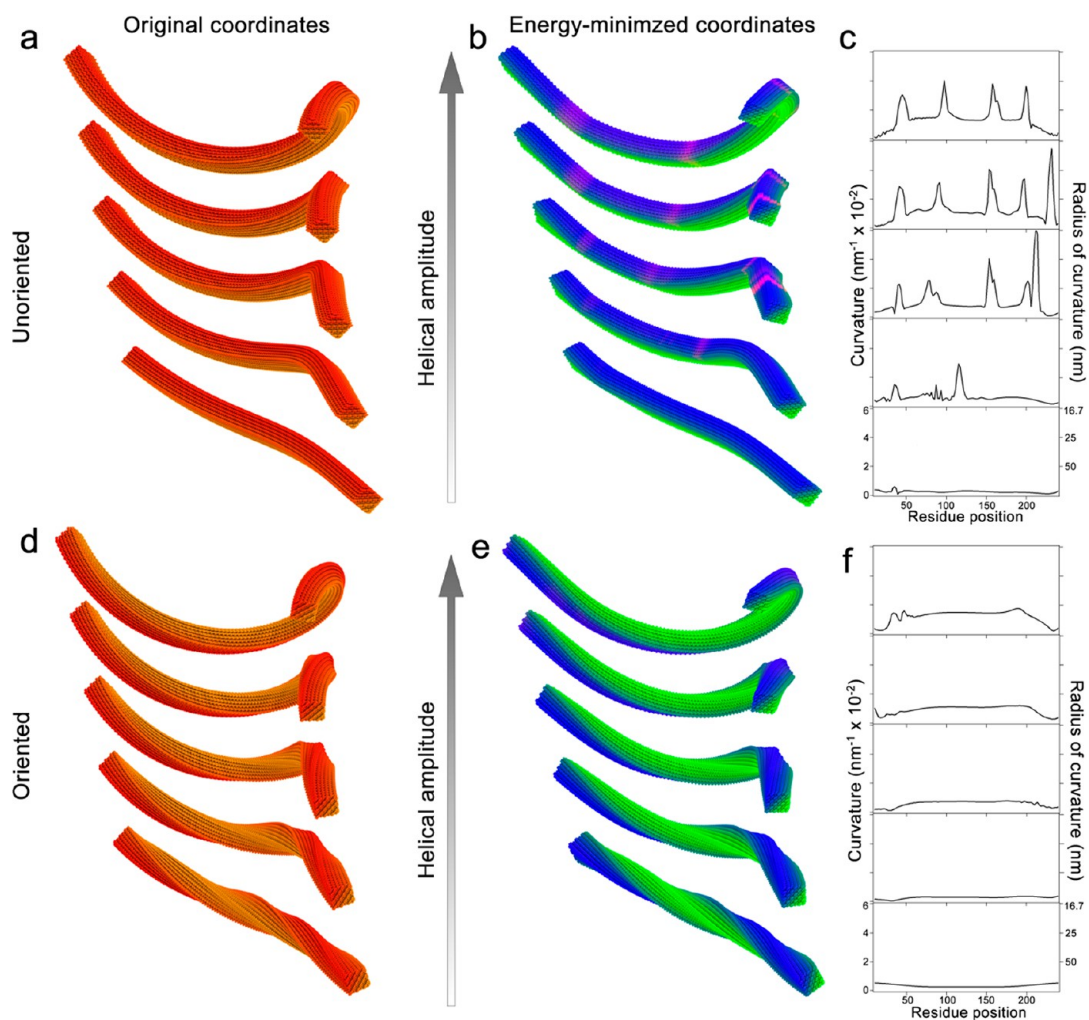 Original coordinates
Energy-minimzed coordinates
a
b
c
Unoriented
Helical amplitude
Curvature (nm-1 x 10-2)
Radius of curvature (nm)
6
4
2
0
16.7
25
50
50
100
150
200
Residue position
d
e
f
Oriented
Helical amplitude
Curvature (nm-1 x 10-2)
Radius of curvature (nm)
6
4
2
0
16.7
25
50
50
100
150
200
Residue position